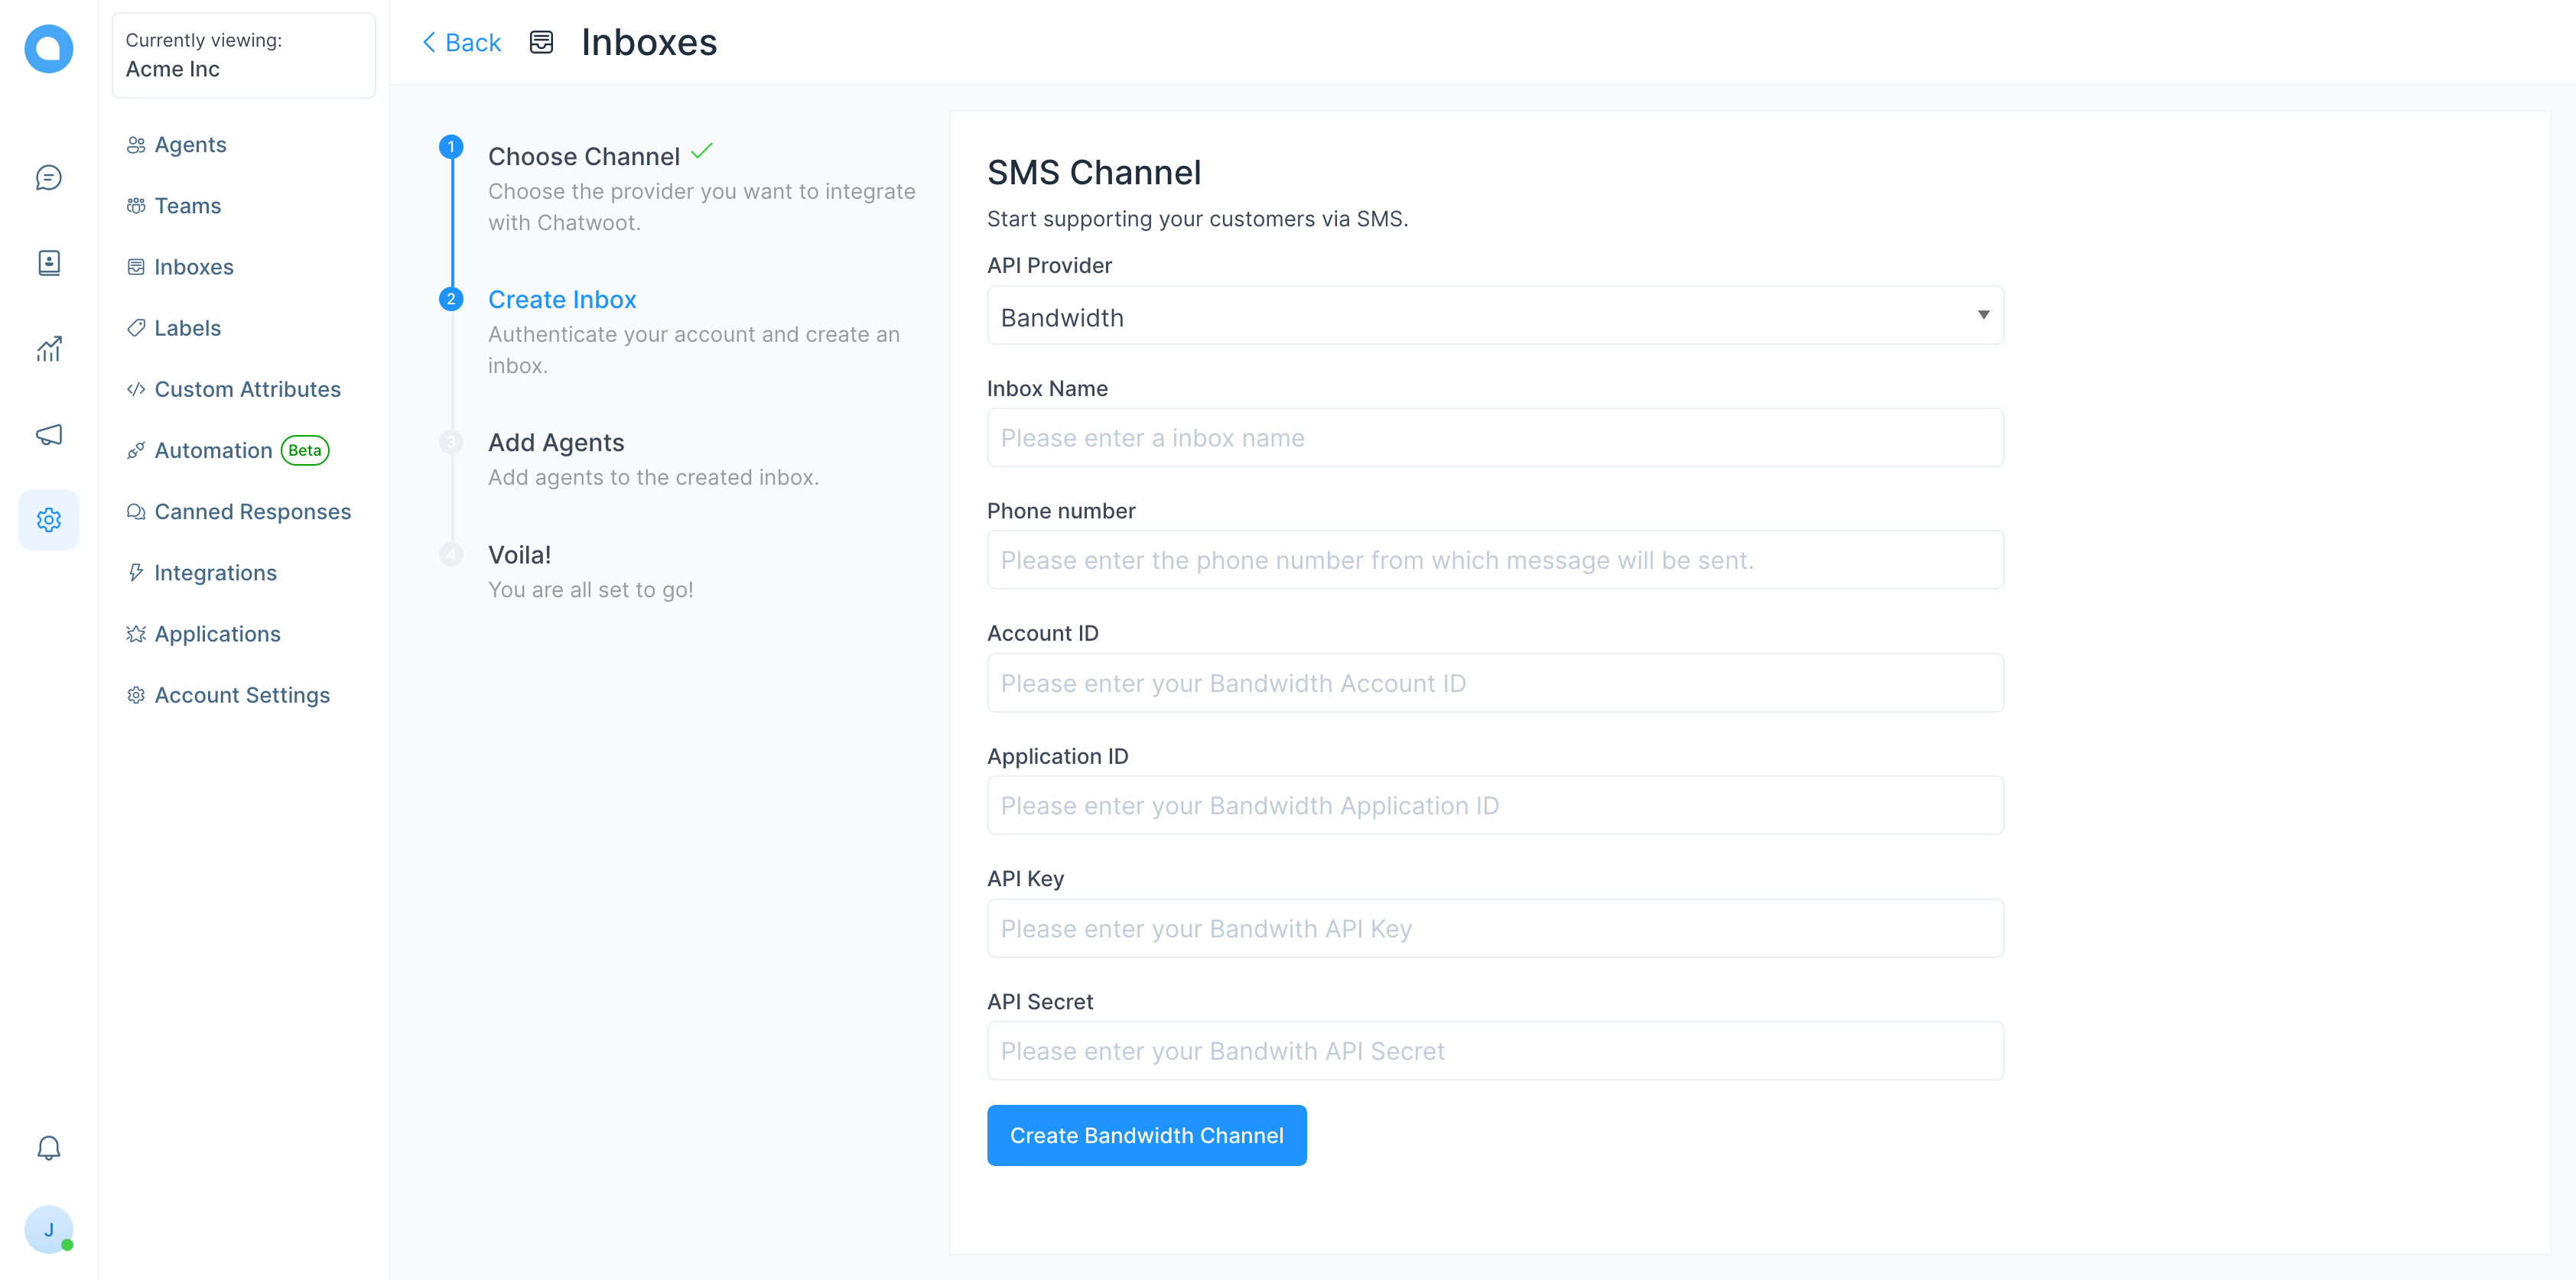 Currently viewing:
Acme Inc
Agents
Teams
Inboxes
Labels
Custom Attributes
Automation Beta
Canned Responses
Integrations
Applications
Account Settings
J
Back Inboxes
1 Choose Channel
Choose the provider you want to integrate
with Chatwoot.
2 Create Inbox
Authenticate your account and create an
inbox.
3 Add Agents
Add agents to the created inbox.
4 Voila!
You are all set to go!
SMS Channel
Start supporting your customers via SMS.
API Provider
Bandwidth
Inbox Name
Please enter a inbox name
Phone number
Please enter the phone number from which message will be sent.
Account ID
Please enter your Bandwidth Account ID
Application ID
Please enter your Bandwidth Application ID
API Key
Please enter your Bandwith API Key
API Secret
Please enter your Bandwith API Secret
Create Bandwidth Channel